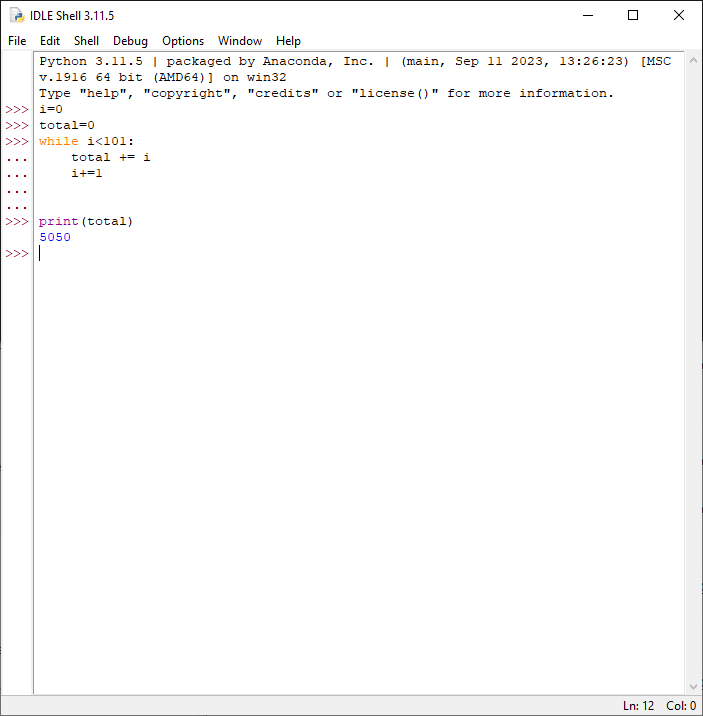 IDLE Shell 3.11.5
File Edit Shell Debug Options Window Help
Python 3.11.5 | packaged by Anaconda, Inc. | (main, Sep 11 2023, 13:26:23) [MSC
v.1916 64 bit (AMD64)] on win32
Type "help", "copyright", "credits" or "license()" for more information.
>>> i=0
>>> total=0
>>> while i<101:
...     total += i
...     i+=1
...
...
>>> print(total)
5050
>>>
Ln: 12 Col: 0